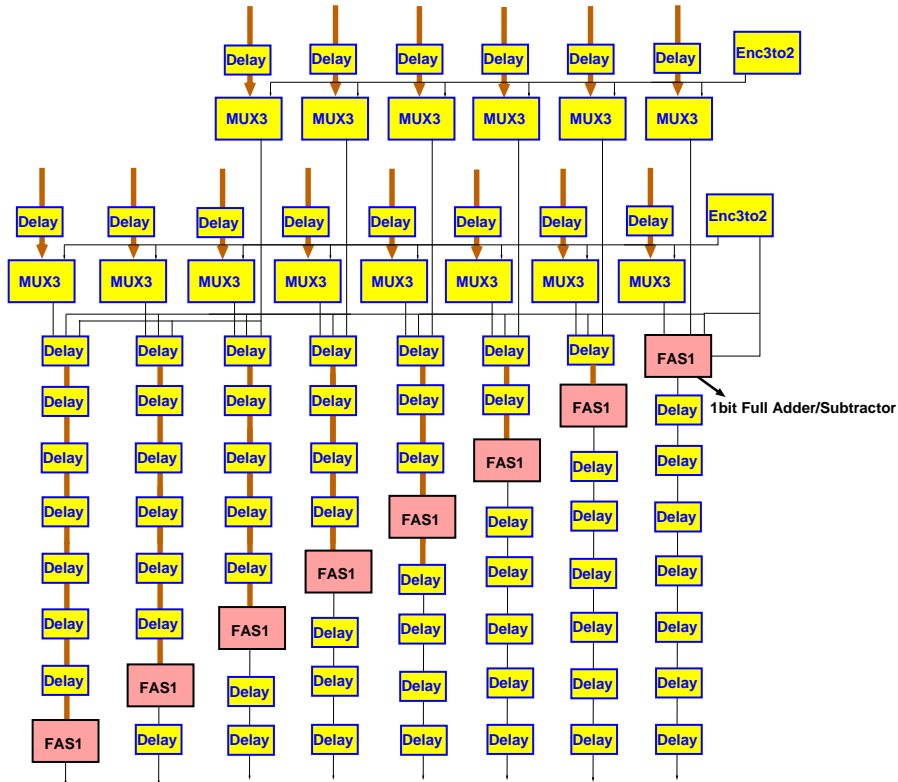 Delay Delay Delay Delay Delay Delay Enc3to2
MUX3 MUX3 MUX3 MUX3 MUX3 MUX3
Delay Delay Delay Delay Delay Delay Delay Delay Enc3to2
MUX3 MUX3 MUX3 MUX3 MUX3 MUX3 MUX3 MUX3
Delay Delay Delay Delay Delay Delay Delay FAS1
Delay Delay Delay Delay Delay Delay FAS1 Delay 1bit Full Adder/Subtractor
Delay Delay Delay Delay Delay FAS1 Delay Delay
Delay Delay Delay Delay FAS1 Delay Delay Delay
Delay Delay Delay FAS1 Delay Delay Delay Delay
Delay Delay FAS1 Delay Delay Delay Delay Delay
Delay FAS1 Delay Delay Delay Delay Delay Delay
FAS1 Delay Delay Delay Delay Delay Delay Delay